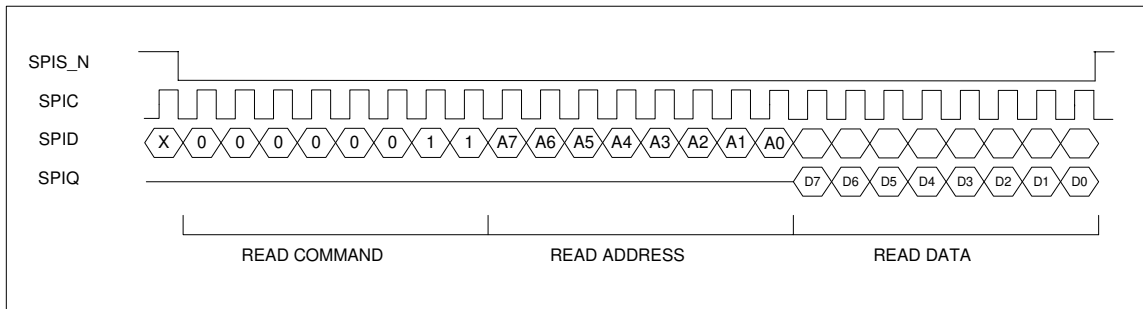 SPIS_N
SPIC
SPID X 0 0 0 0 0 0 1 1 A7 A6 A5 A4 A3 A2 A1 A0
SPIQ D7 D6 D5 D4 D3 D2 D1 D0
READ COMMAND READ ADDRESS READ DATA